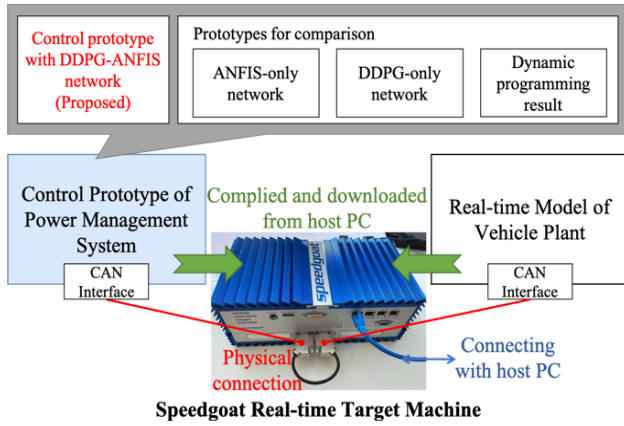 Control prototype
with DDPG-ANFIS
network
(Proposed)
Prototypes for comparison
ANFIS-only
network
DDPG-only
network
Dynamic
programming
result
Control Prototype of
Power Management
System
CAN
Interface
Complied and downloaded
from host PC
Real-time Model of
Vehicle Plant
CAN
Interface
speedgoat
Physical
connection
Connecting
with host PC
Speedgoat Real-time Target Machine